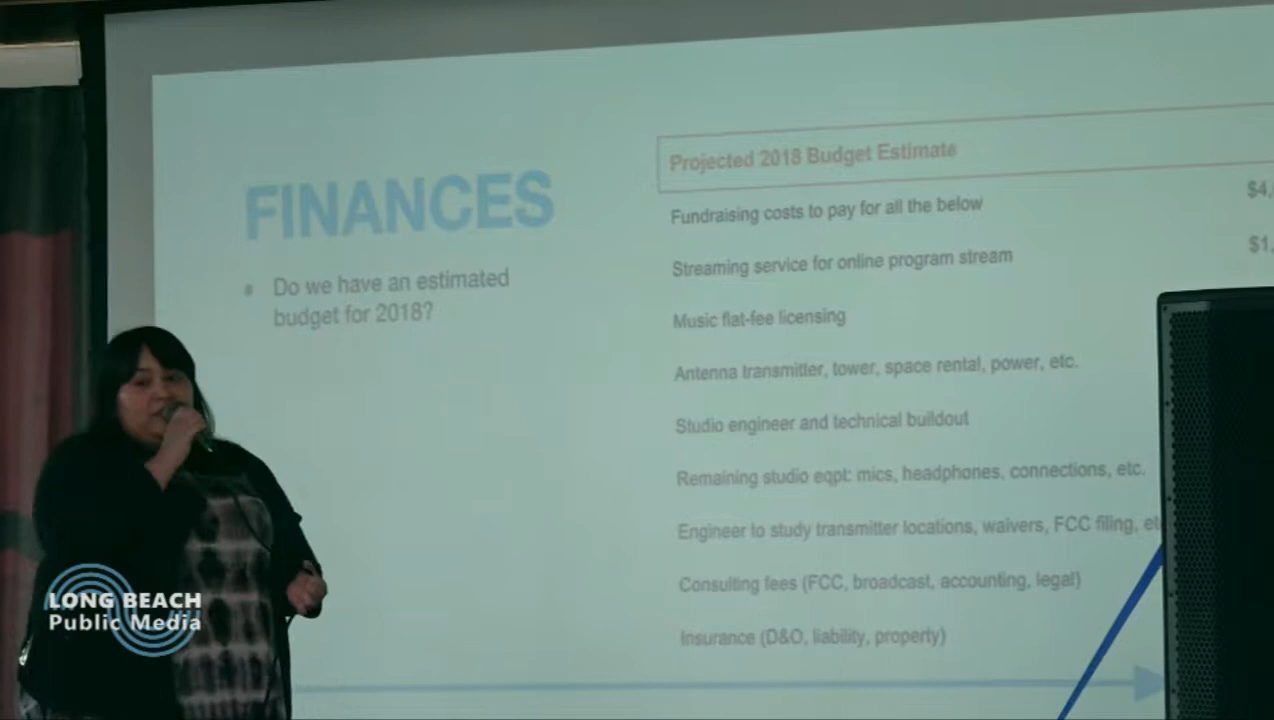 FINANCES
Do we have an estimated
budget for 2018?
Projected 2018 Budget Estimate
Fundraising costs to pay for all the below
$4,
Streaming service for online program stream
$1,
Music flat-fee licensing
Antenna transmitter, tower, space rental, power, etc.
Studio engineer and technical buildout
Remaining studio eqpt: mics, headphones, connections, etc.
Engineer to study transmitter locations, waivers, FCC filing, et
Consulting fees (FCC, broadcast, accounting, legal)
Insurance (D&O, liability, property)
LONG BEACH
Public Media